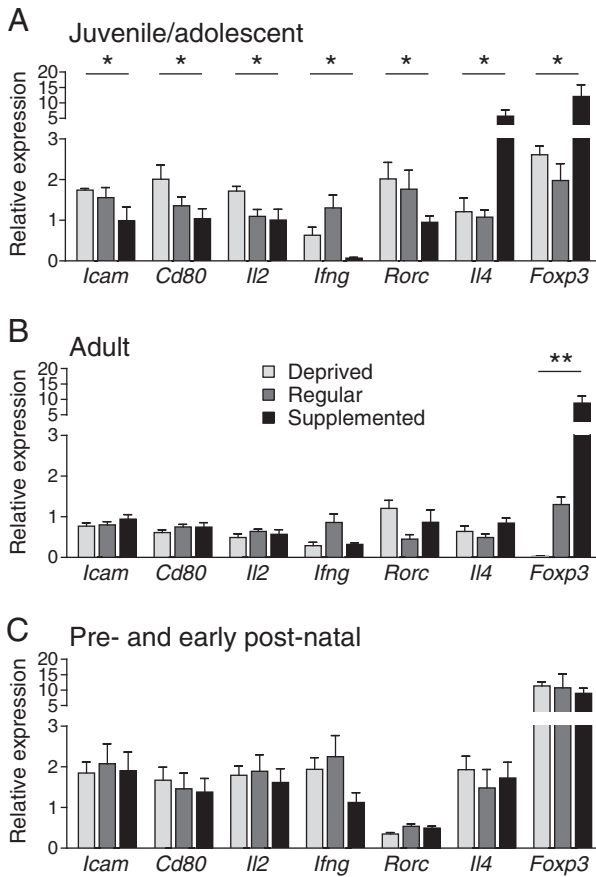 A
Juvenile/adolescent
* * * * * * *
Relative expression
20
15
10
5
3
2
1
0
Icam Cd80 Il2 Ifng Rorc Il4 Foxp3
B
Adult
Deprived
Regular
Supplemented
**
Relative expression
20
15
10
5
3
2
1
0
Icam Cd80 Il2 Ifng Rorc Il4 Foxp3
C
Pre- and early post-natal
Relative expression
20
15
10
5
3
2
1
0
Icam Cd80 Il2 Ifng Rorc Il4 Foxp3